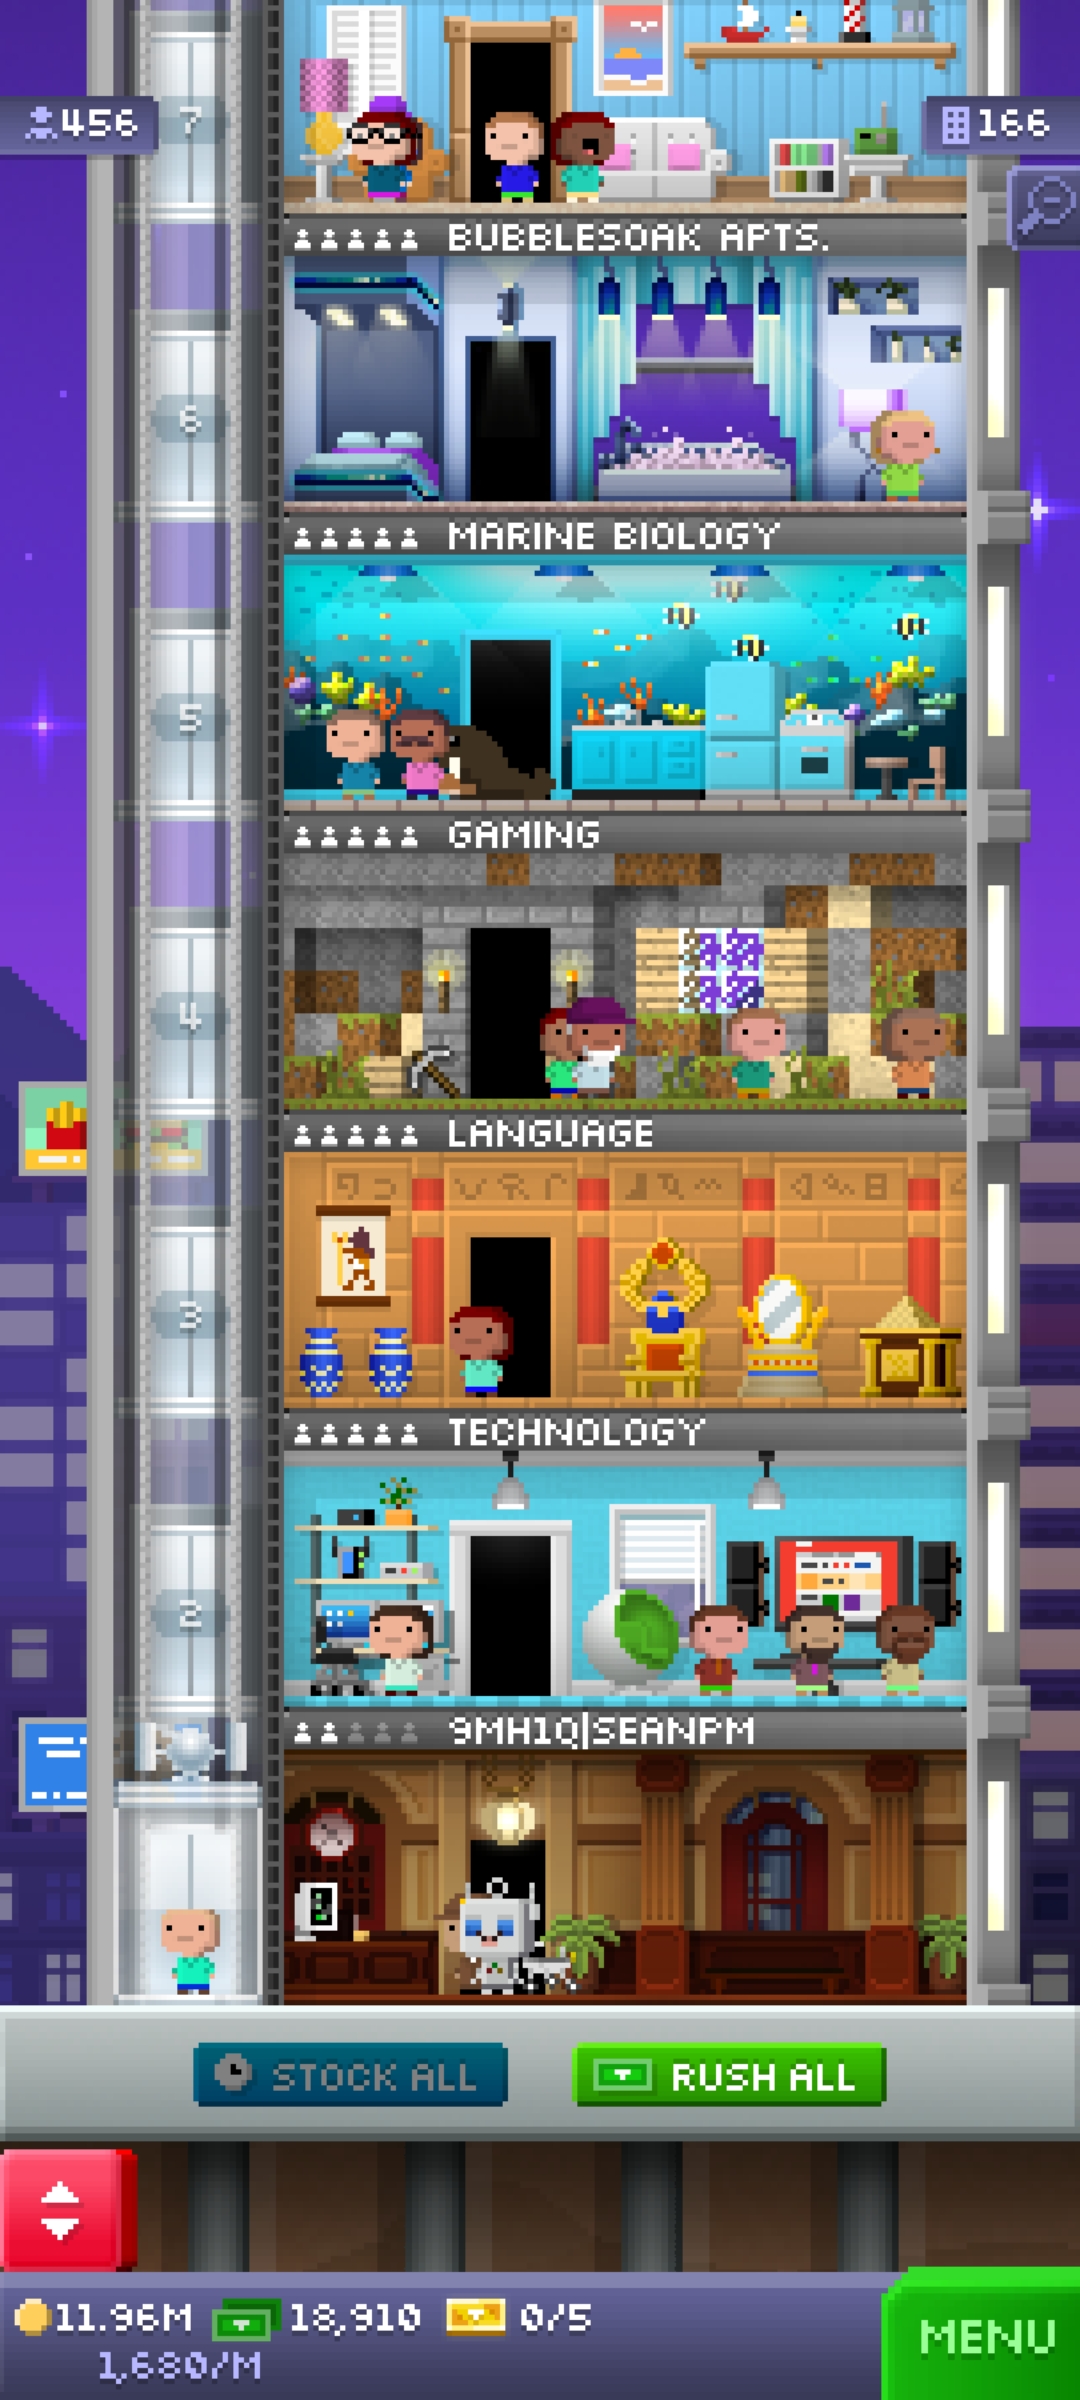 7
456
166
BUBBLESOAK APTS.
6
MARINE BIOLOGY
5
GAMING
4
LANGUAGE
3
TECHNOLOGY
2
9MH1Q|SEANPM
STOCK ALL
RUSH ALL
11.96M
18,910
0/5
1,680/M
MENU